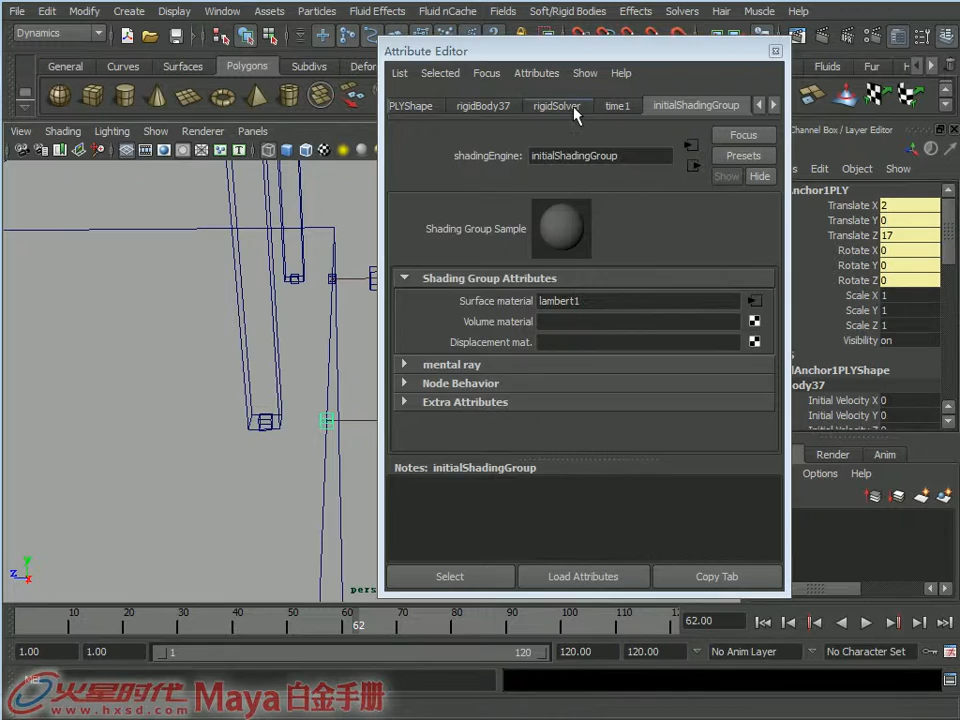 File Edit Modify Create Display Window Assets Particles Fluid Effects Fluid nCache Fields Soft/Rigid Bodies Solvers Hair Muscle Help
Dynamics
General Curves Surfaces Polygons Subdivs Fluids Fur
Attribute Editor
List Selected Focus Attributes Show Help
PLYShape rigidBody37 rigidSolver time1 initialShadingGroup
View Shading Lighting Show Renderer Panels
Channel Box / Layer Editor
shadingEngine: initialShadingGroup
Focus
Presets
Show Hide
Edit Object Show
Anchor1PLY
Translate X 2
Translate Y 0
Translate Z 17
Rotate X 0
Rotate Y 0
Rotate Z 0
Scale X 1
Scale Y 1
Scale Z 1
Visibility on
Anchor1PLYShape
ody37
Initial Velocity X 0
Initial Velocity Y 0
Shading Group Sample
Shading Group Attributes
Surface material lambert1
Volume material
Displacement mat.
mental ray
Node Behavior
Extra Attributes
Notes: initialShadingGroup
Render Anim
Options Help
Select Load Attributes Copy Tab
Y
Z X
pers
10 20 30 40 50 60 70 80 90 100 110
62
62.00
1.00 1.00 1 120 120.00 120.00 No Anim Layer No Character Set
火星时代 Maya 白金手册
www.hxsd.com